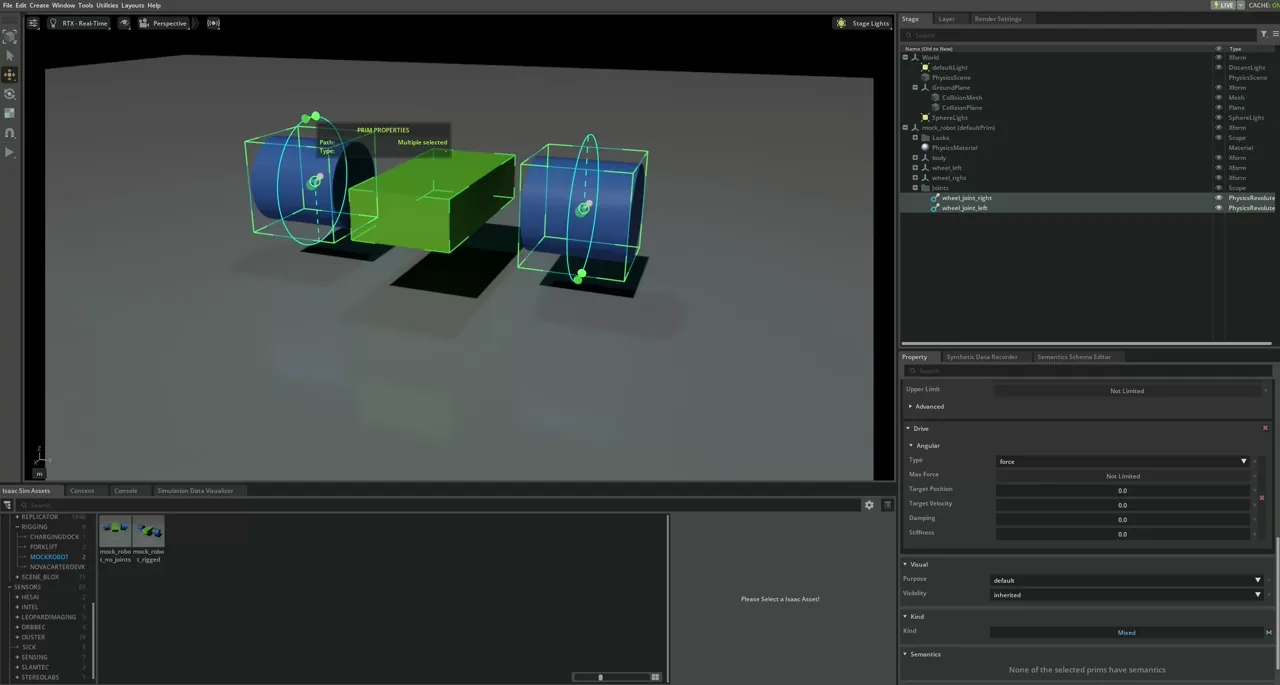 File Edit Create Window Tools Utilities Layouts Help
LIVE CACHE: ON
RTX - Real-Time
Perspective
Stage Lights
PRIM PROPERTIES
Path: Multiple selected
Type:
Z
m
Stage Layer Render Settings
Search
Name (Old to New) Type
World Xform
defaultLight DistantLight
PhysicsScene PhysicsScene
GroundPlane Xform
CollisionMesh Mesh
CollisionPlane Plane
SphereLight SphereLight
mock_robot (defaultPrim) Xform
Looks Scope
PhysicsMaterial Material
body Xform
wheel_left Xform
wheel_right Xform
Joints Scope
wheel_joint_right PhysicsRevolute
wheel_joint_left PhysicsRevolute
Property Synthetic Data Recorder Semantics Schema Editor
Search
Upper Limit Not Limited
Advanced
Drive
Angular
Type force
Max Force Not Limited
Target Position 0.0
Target Velocity 0.0
Damping 0.0
Stiffness 0.0
Visual
Purpose default
Visibility inherited
Kind
Kind Mixed M
Semantics
None of the selected prims have semantics
Isaac Sim Assets Content Console Simulation Data Visualizer
Search
REPLICATOR
RIGGING
CHARGINGDOCK
FORKLIFT
MOCKROBOT 2
NOVACARTERDEVK
SCENE_BLOX
SENSORS
HESAI
INTEL
LEOPARDIMAGING
ORBBEC
OUSTER
SICK
SENSING
SLAMTEC
STEREOLABS
mock_robo
t_no_joints
mock_robo
t_rigged
Please Select a Isaac Asset!